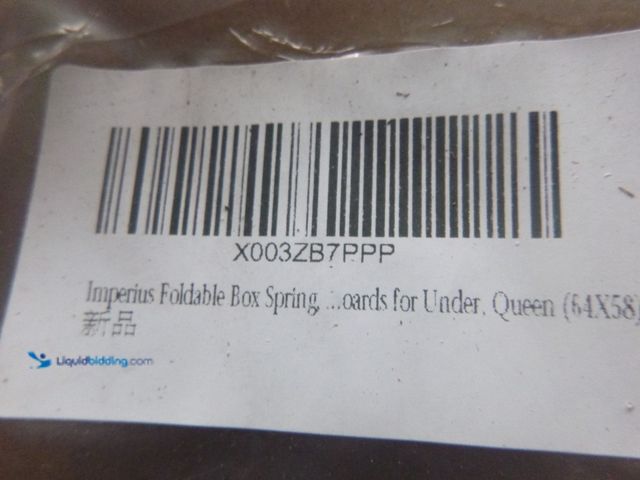 X003ZB7PPP
Imperius Foldable Box Spring, ...oards for Under, Queen (64X58)
新品
Liquidbidding.com